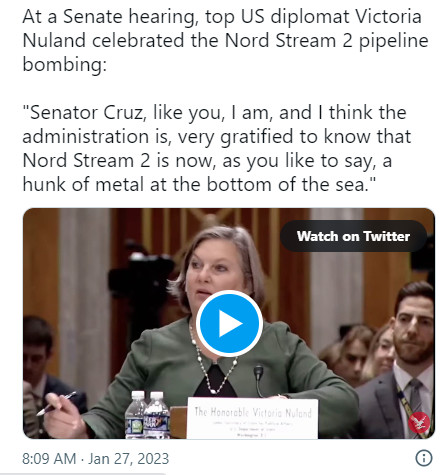 At a Senate hearing, top US diplomat Victoria
Nuland celebrated the Nord Stream 2 pipeline
bombing:
"Senator Cruz, like you, I am, and I think the
administration is, very gratified to know that
Nord Stream 2 is now, as you like to say, a
hunk of metal at the bottom of the sea."
Watch on Twitter
The Honorable Victoria Nuland
8:09 AM · Jan 27, 2023